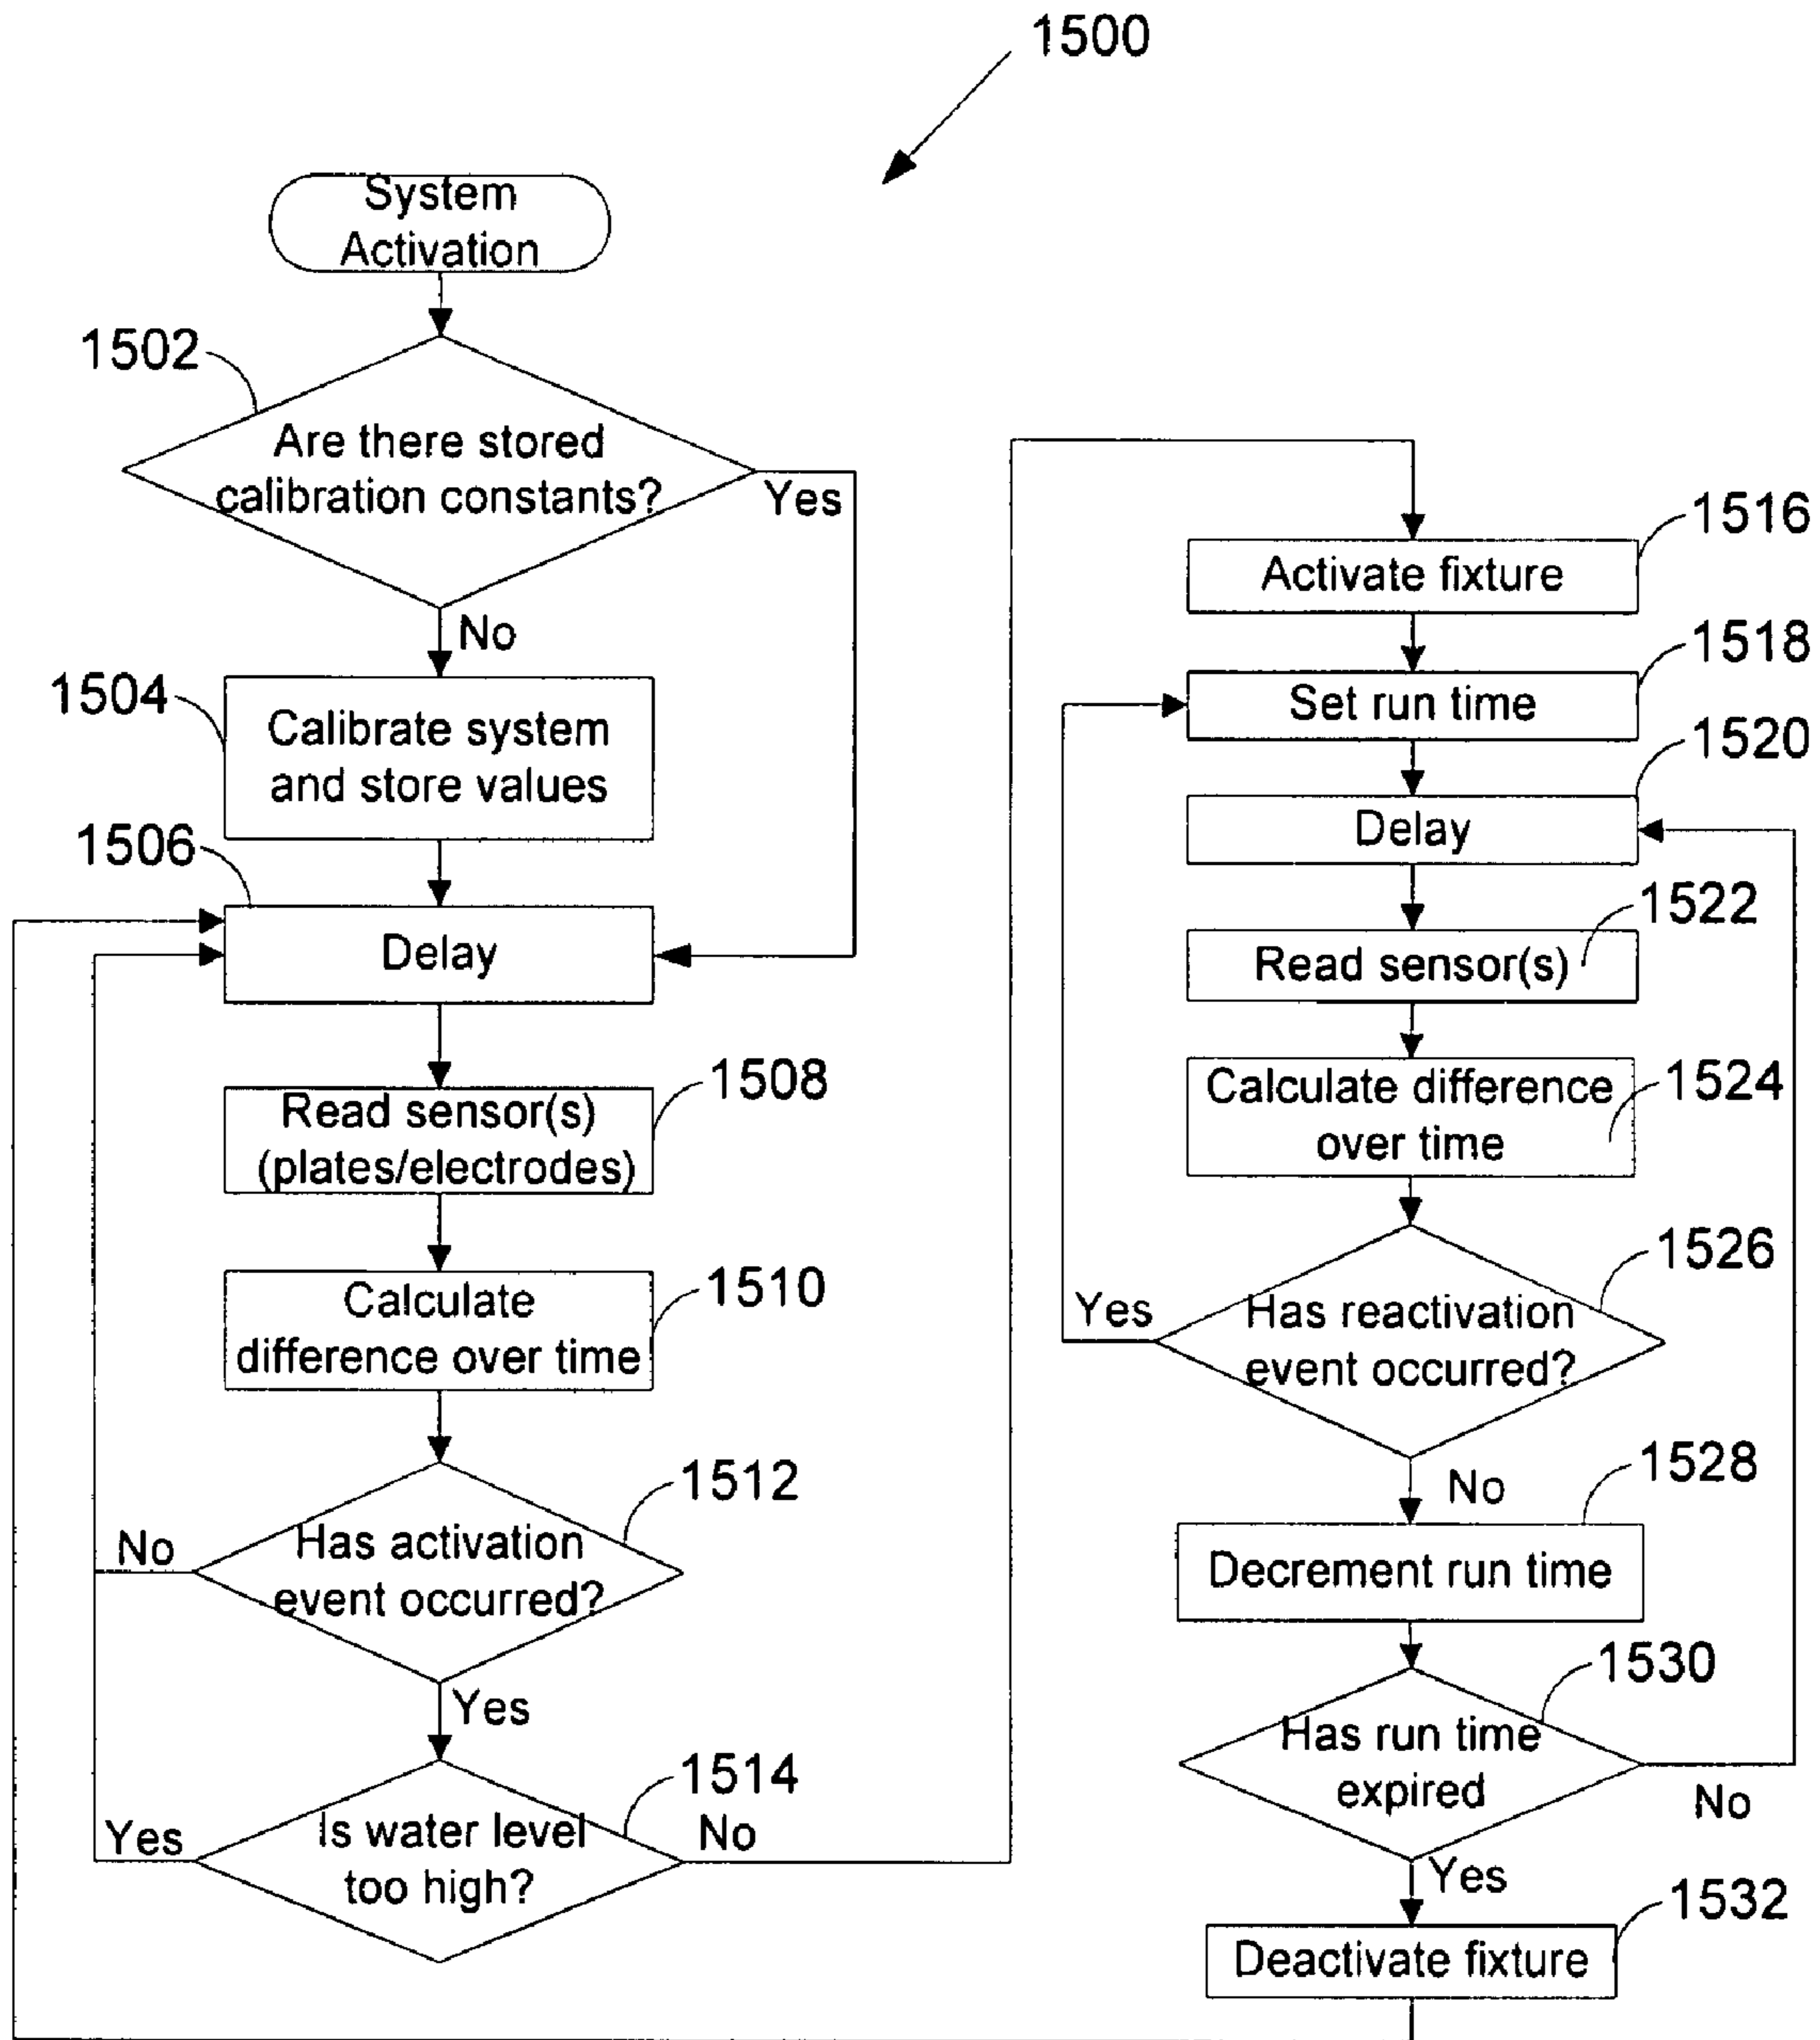 1500
System
Activation
1502
Are there stored
calibration constants?
Yes
No
1504
Calibrate system
and store values
1506
Delay
1508
Read sensor(s)
(plates/electrodes)
1510
Calculate
difference over time
1512
Has activation
event occurred?
No
Yes
1514
Is water level
too high?
Yes
No
1516
Activate fixture
1518
Set run time
1520
Delay
1522
Read sensor(s)
1524
Calculate difference
over time
1526
Has reactivation
event occurred?
Yes
No
1528
Decrement run time
1530
Has run time
expired
No
Yes
1532
Deactivate fixture